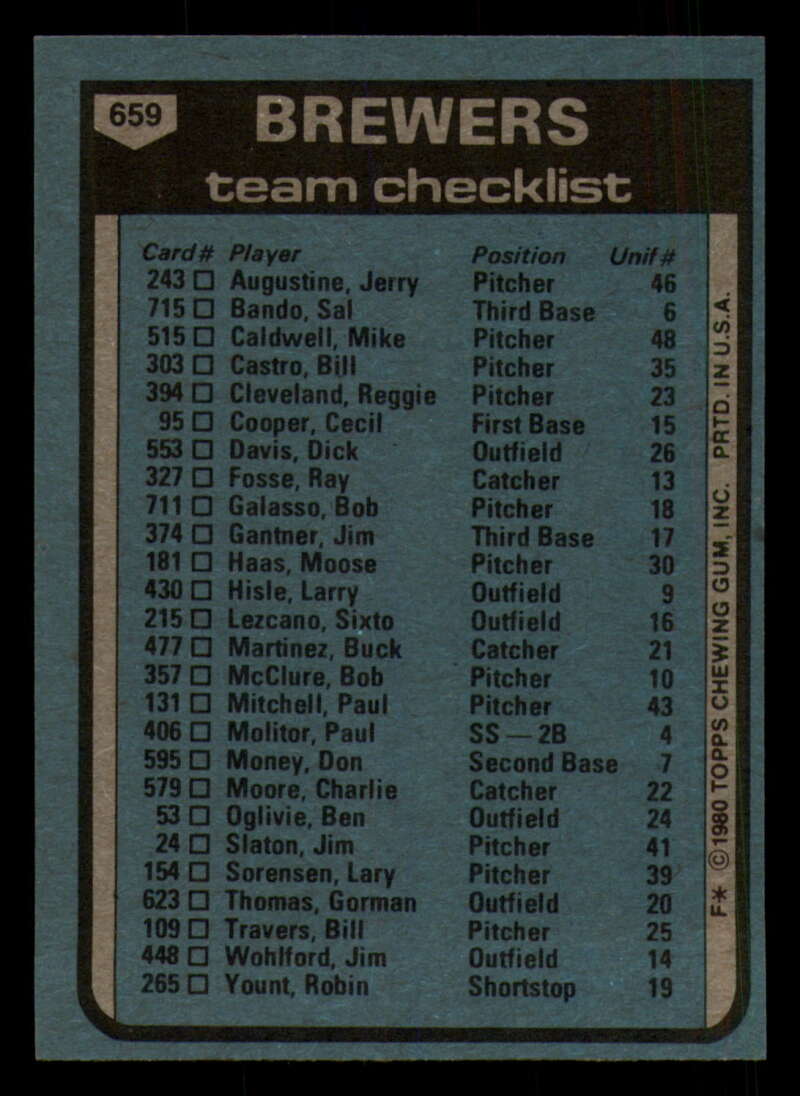 659
BREWERS
team checklist
Card# Player Position Unif#
243 □ Augustine, Jerry Pitcher 46
715 □ Bando, Sal Third Base 6
515 □ Caldwell, Mike Pitcher 48
303 □ Castro, Bill Pitcher 35
394 □ Cleveland, Reggie Pitcher 23
95 □ Cooper, Cecil First Base 15
553 □ Davis, Dick Outfield 26
327 □ Fosse, Ray Catcher 13
711 □ Galasso, Bob Pitcher 18
374 □ Gantner, Jim Third Base 17
181 □ Haas, Moose Pitcher 30
430 □ Hisle, Larry Outfield 9
215 □ Lezcano, Sixto Outfield 16
477 □ Martinez, Buck Catcher 21
357 □ McClure, Bob Pitcher 10
131 □ Mitchell, Paul Pitcher 43
406 □ Molitor, Paul SS — 2B 4
595 □ Money, Don Second Base 7
579 □ Moore, Charlie Catcher 22
53 □ Oglivie, Ben Outfield 24
24 □ Slaton, Jim Pitcher 41
154 □ Sorensen, Lary Pitcher 39
623 □ Thomas, Gorman Outfield 20
109 □ Travers, Bill Pitcher 25
448 □ Wohlford, Jim Outfield 14
265 □ Yount, Robin Shortstop 19
F* ©1980 TOPPS CHEWING GUM, INC. PRTD. IN U.S.A.